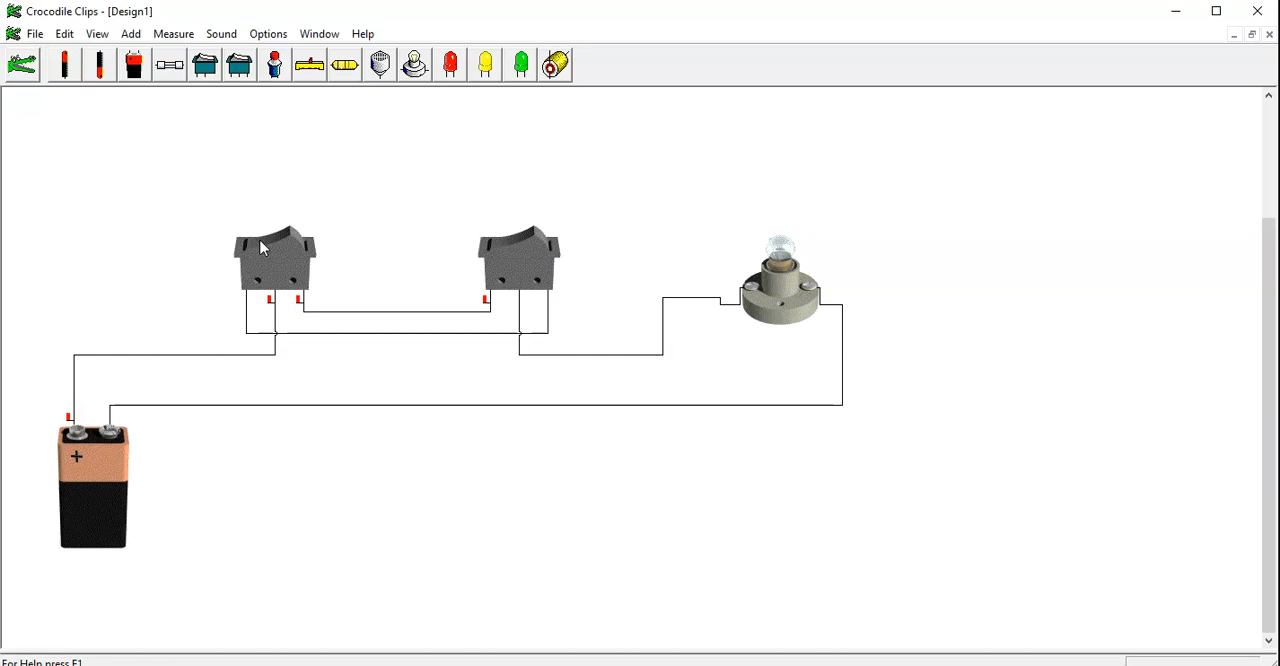 Crocodile Clips - [Design1]
File Edit View Add Measure Sound Options Window Help
+
For Help press F1